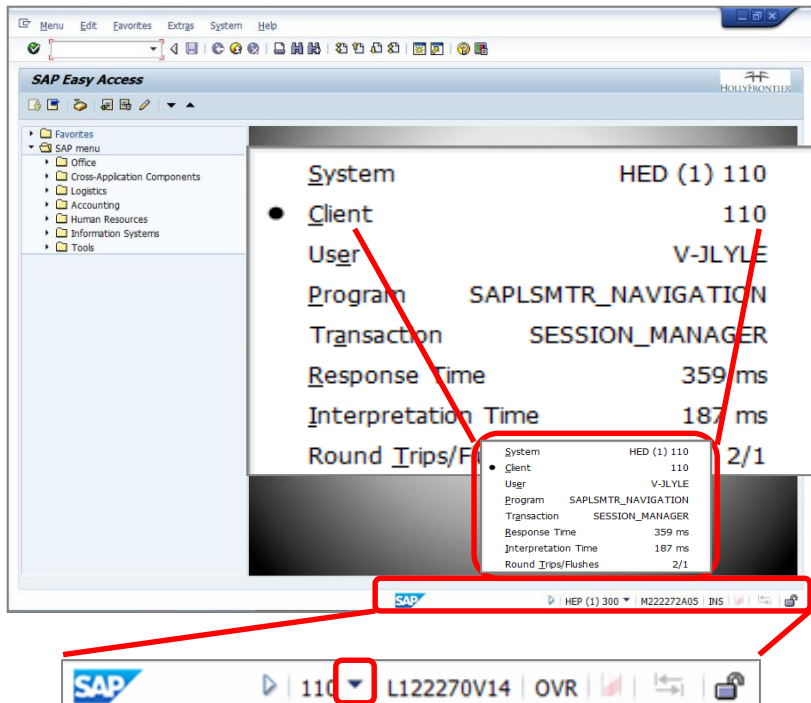 Menu Edit Favorites Extras System Help
SAP Easy Access
HOLLYFRONTIER
Favorites
SAP menu
Office
Cross-Application Components
Logistics
Accounting
Human Resources
Information Systems
Tools
System HED (1) 110
Client 110
User V-JLYLE
Program SAPLSMTR_NAVIGATION
Transaction SESSION_MANAGER
Response Time 359 ms
Interpretation Time 187 ms
Round Trips/F 2/1
System HED (1) 110
Client 110
User V-JLYLE
Program SAPLSMTR_NAVIGATION
Transaction SESSION_MANAGER
Response Time 359 ms
Interpretation Time 187 ms
Round Trips/Flushes 2/1
SAP HEP (1) 300 M222272A05 INS
SAP 110 L122270V14 OVR